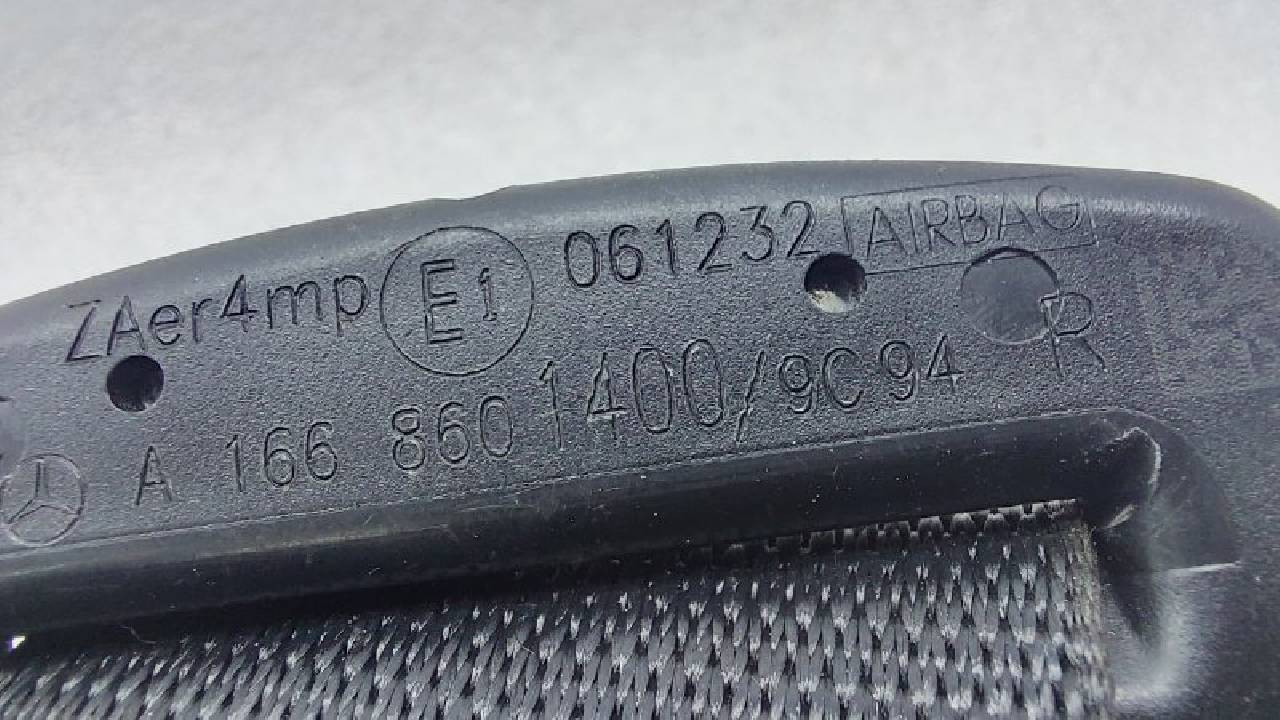 ZAer4mp E1 061232 AIRBAG
A 166 860 1400/9C94 R